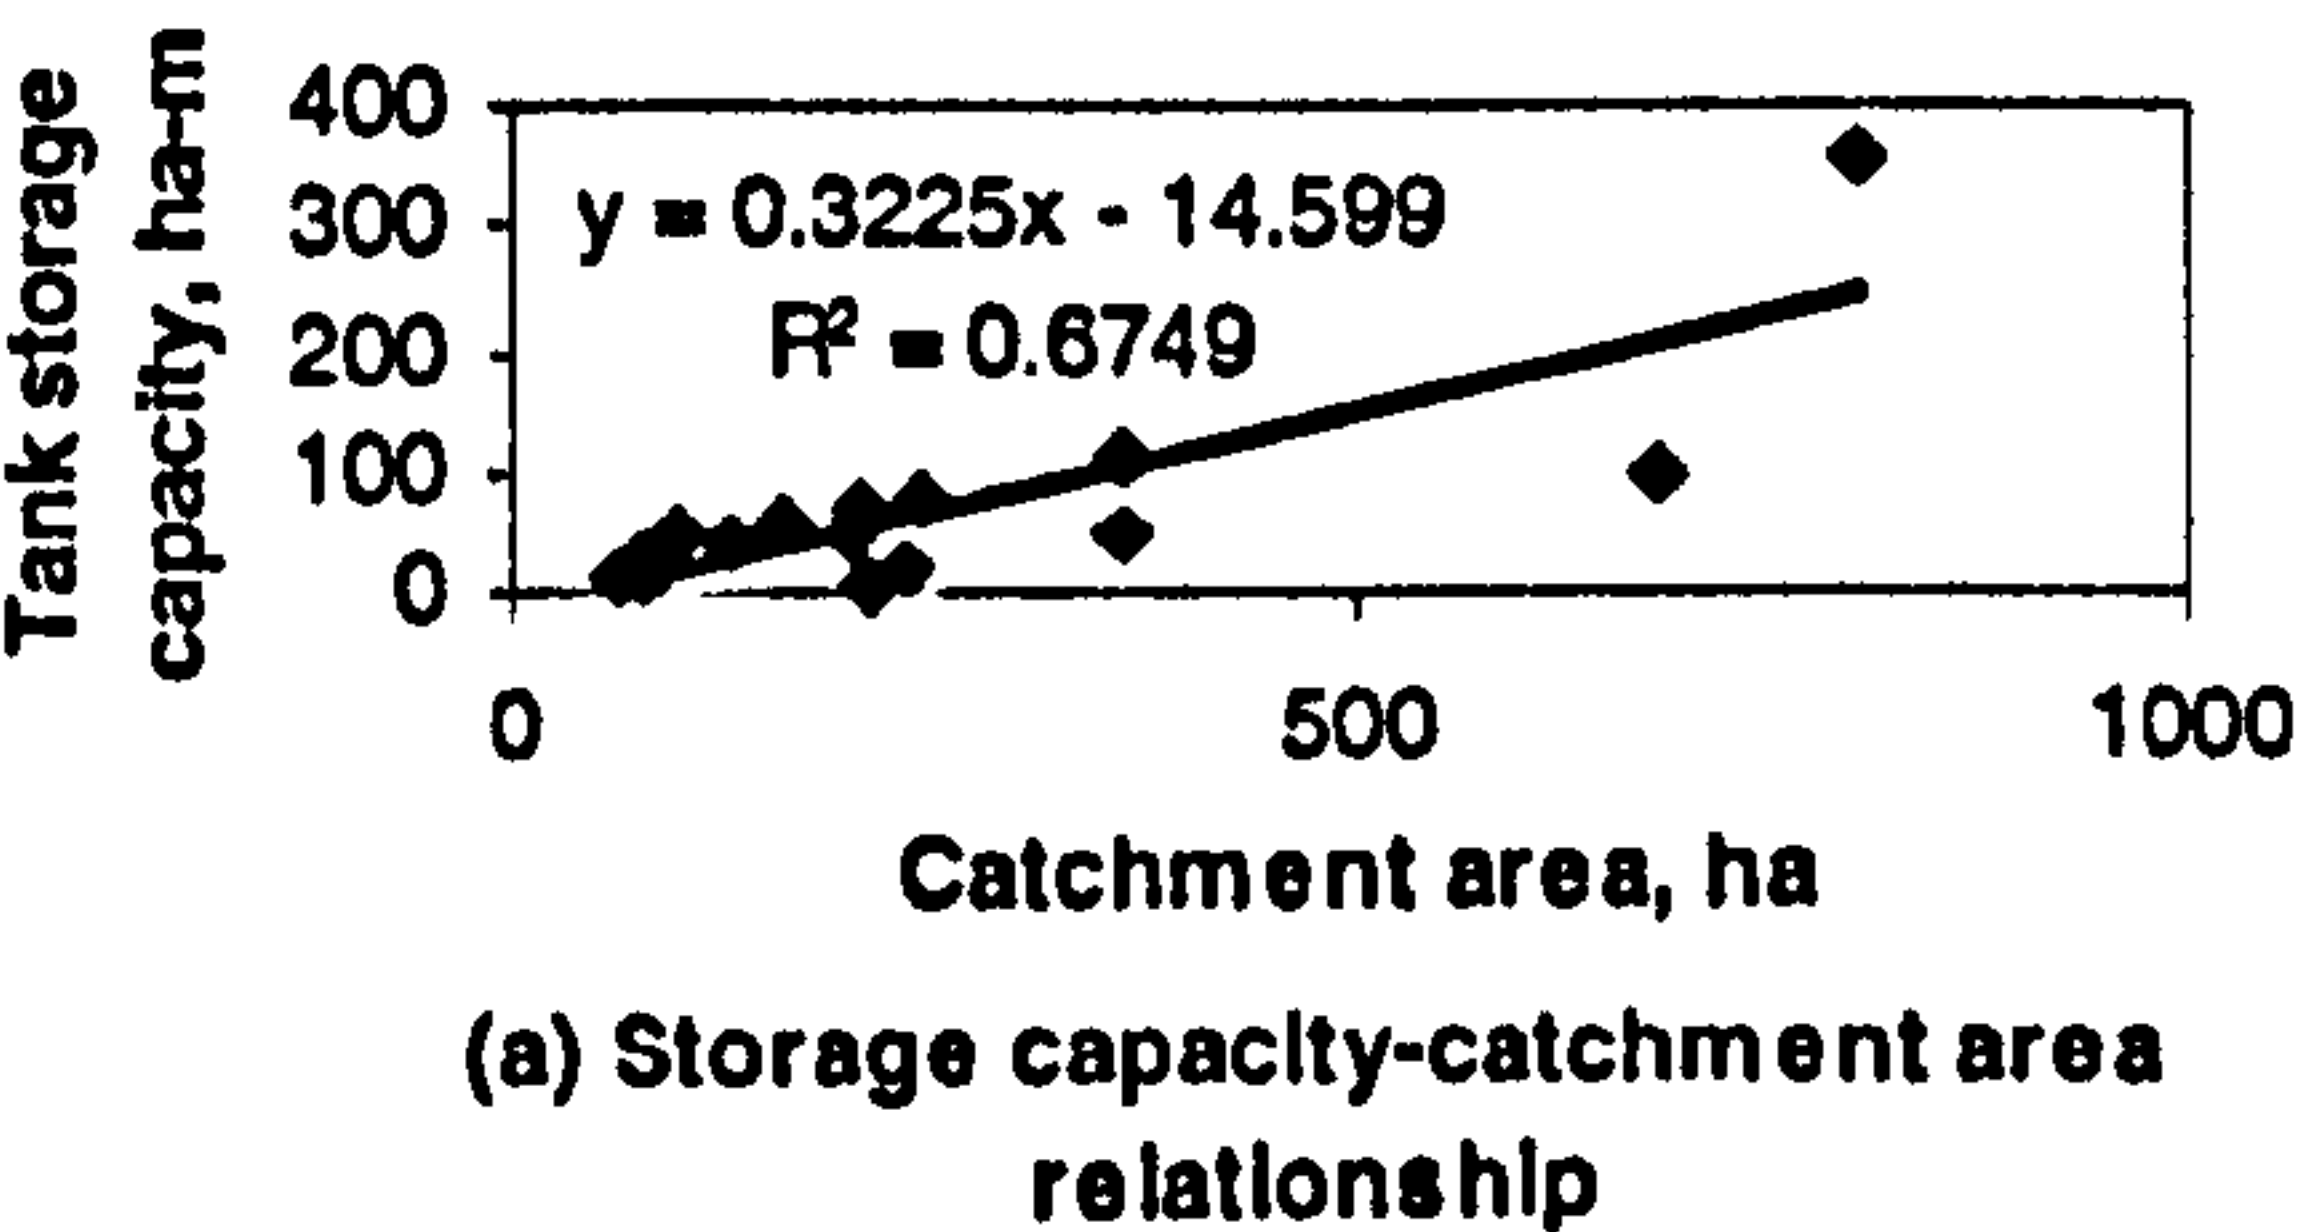 Tank storage
capacity, ha-m
400
300
200
100
0
y = 0.3225x - 14.599
R² = 0.6749
0 500 1000
Catchment area, ha
(a) Storage capacity-catchment area
relationship